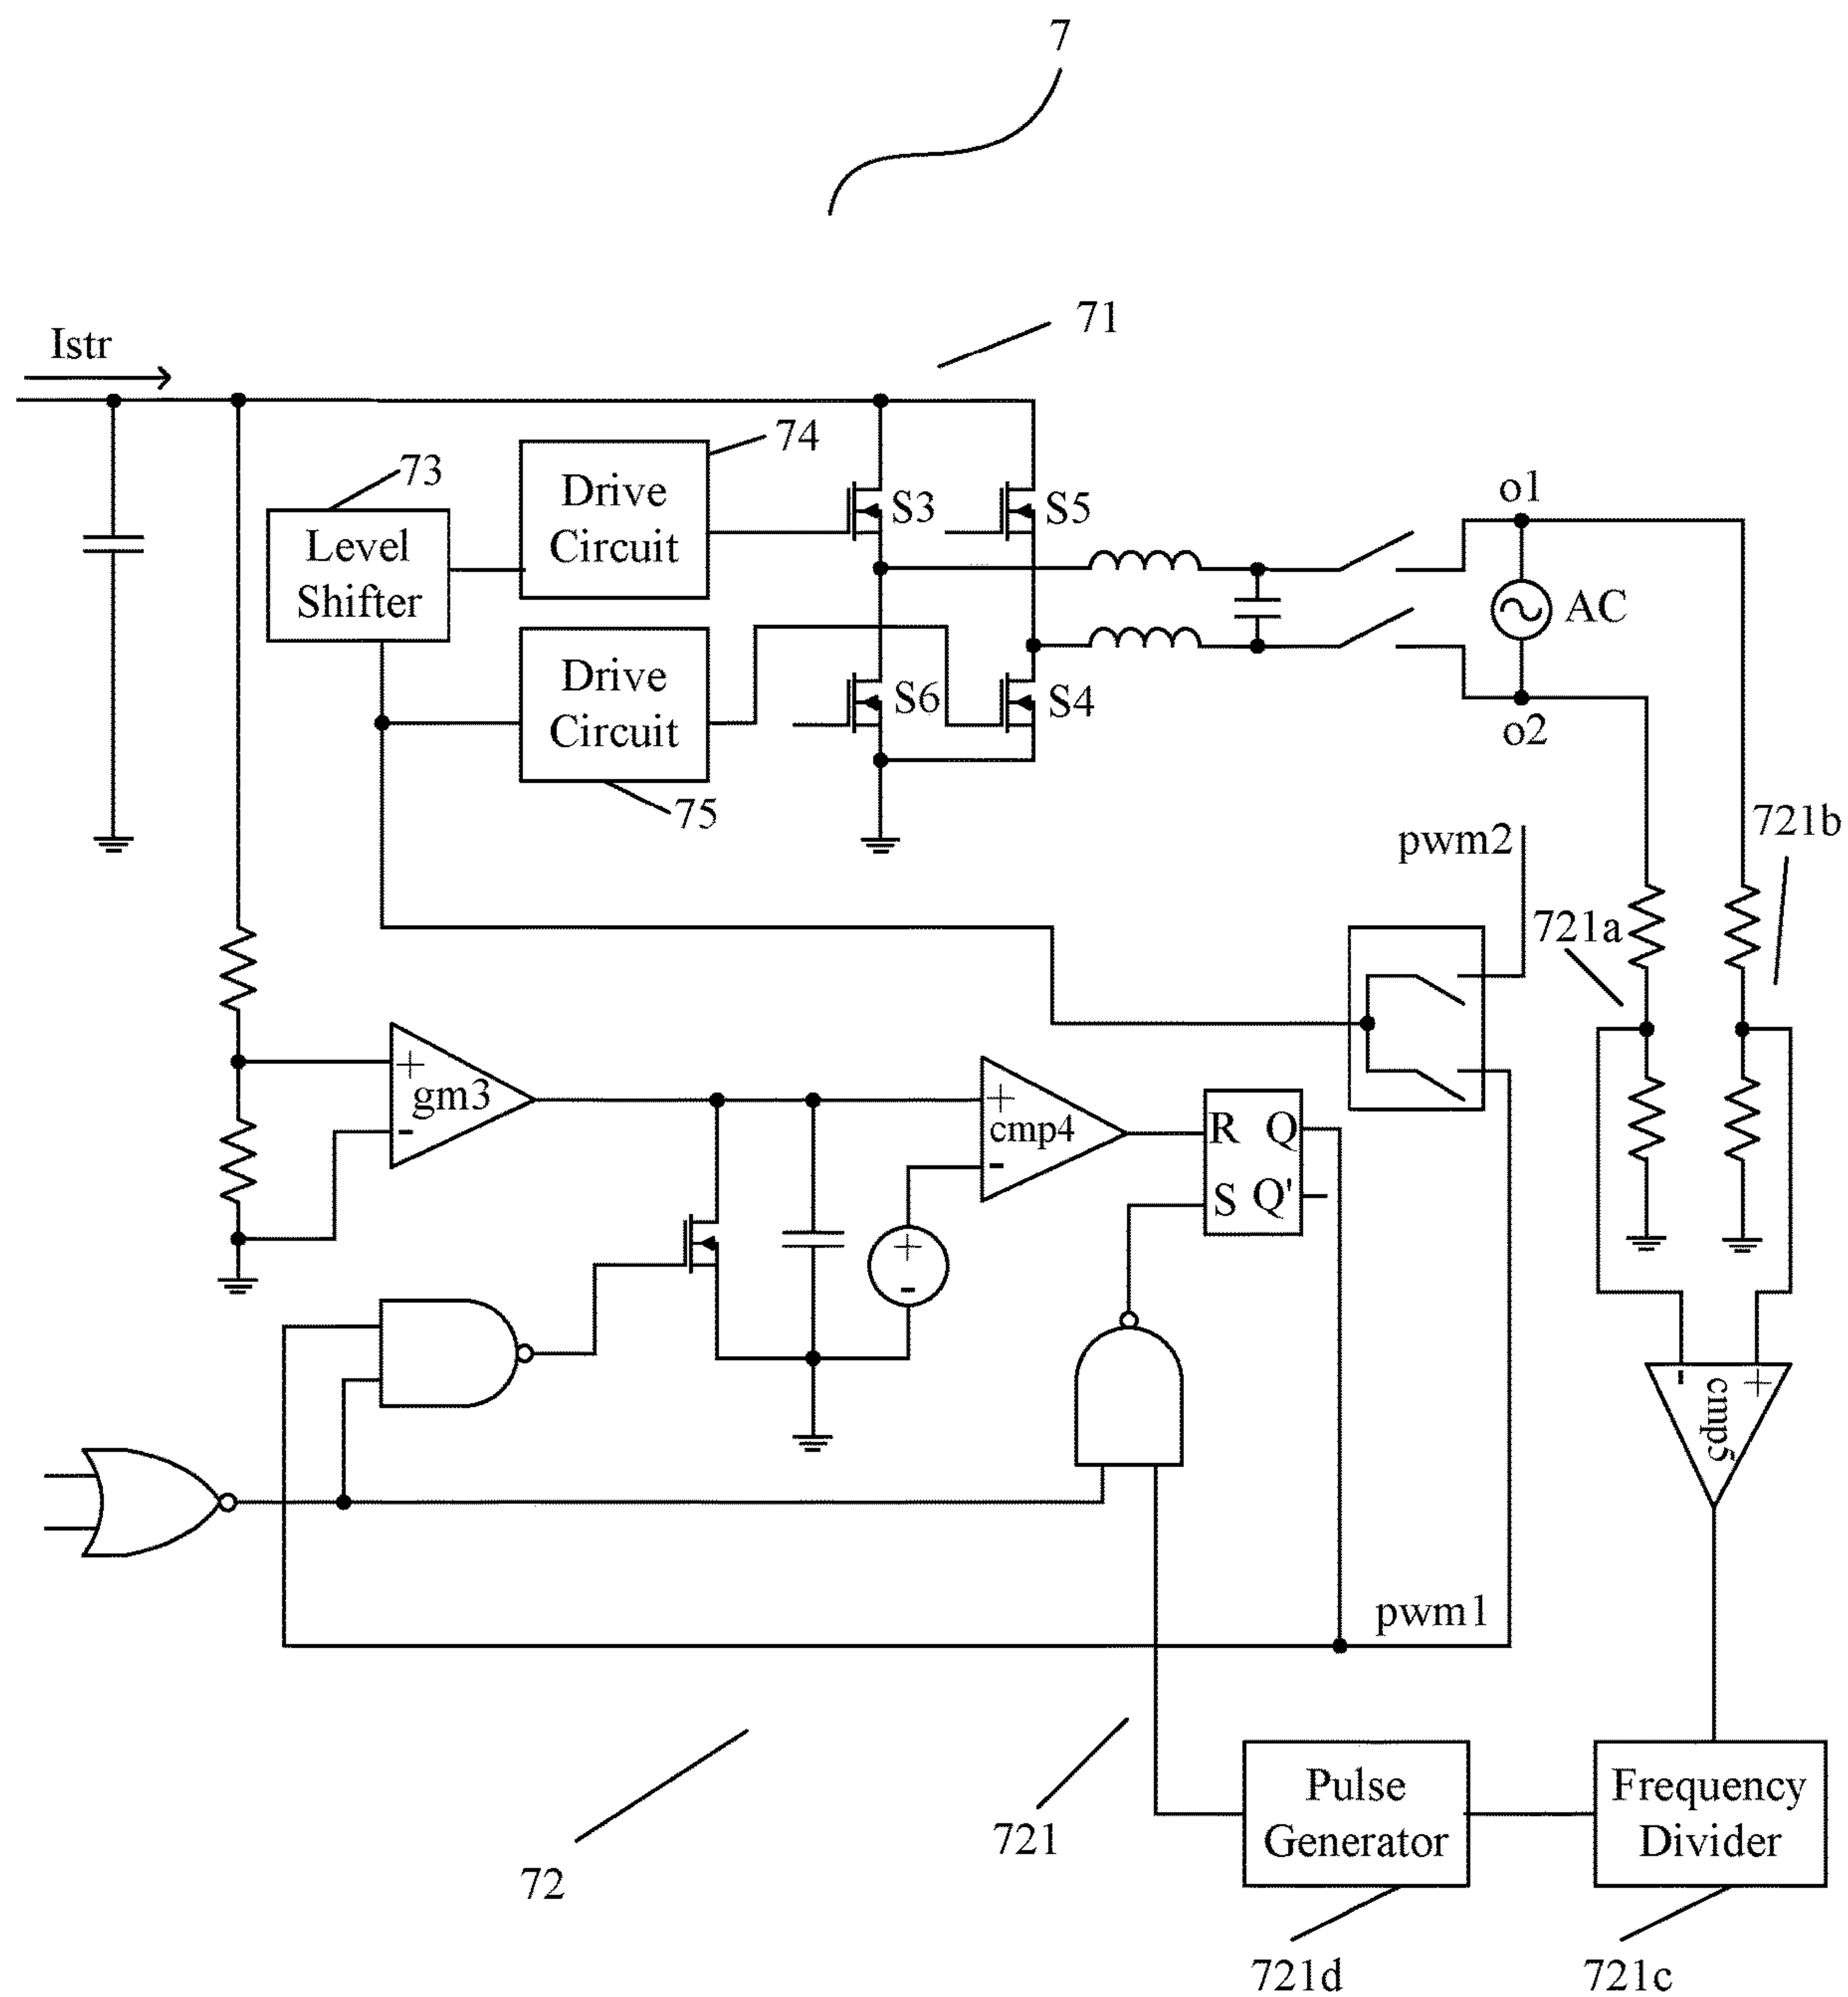 7
71
Istr
74
73
Drive
Circuit
S3
S5
o1
Level
Shifter
AC
Drive
Circuit
S6
S4
o2
75
pwm2
721b
721a
+
gm3
-
+
cmp4
-
R Q
S Q'
+
-
- +
cmp5
pwm1
721
72
Pulse
Generator
Frequency
Divider
721d
721c